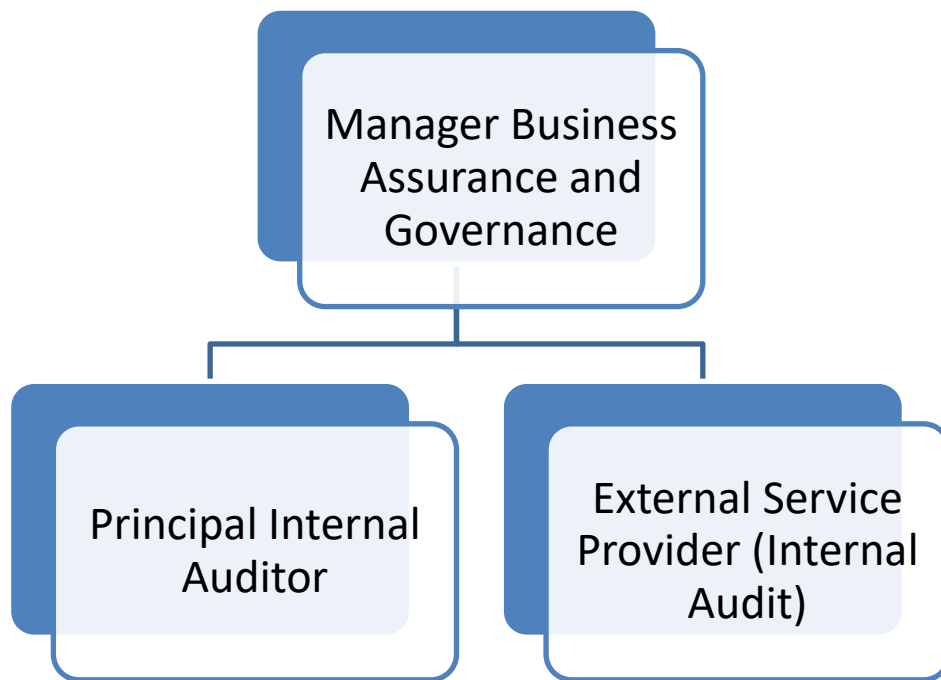 Manager Business
Assurance and
Governance
Principal Internal
Auditor
External Service
Provider (Internal
Audit)